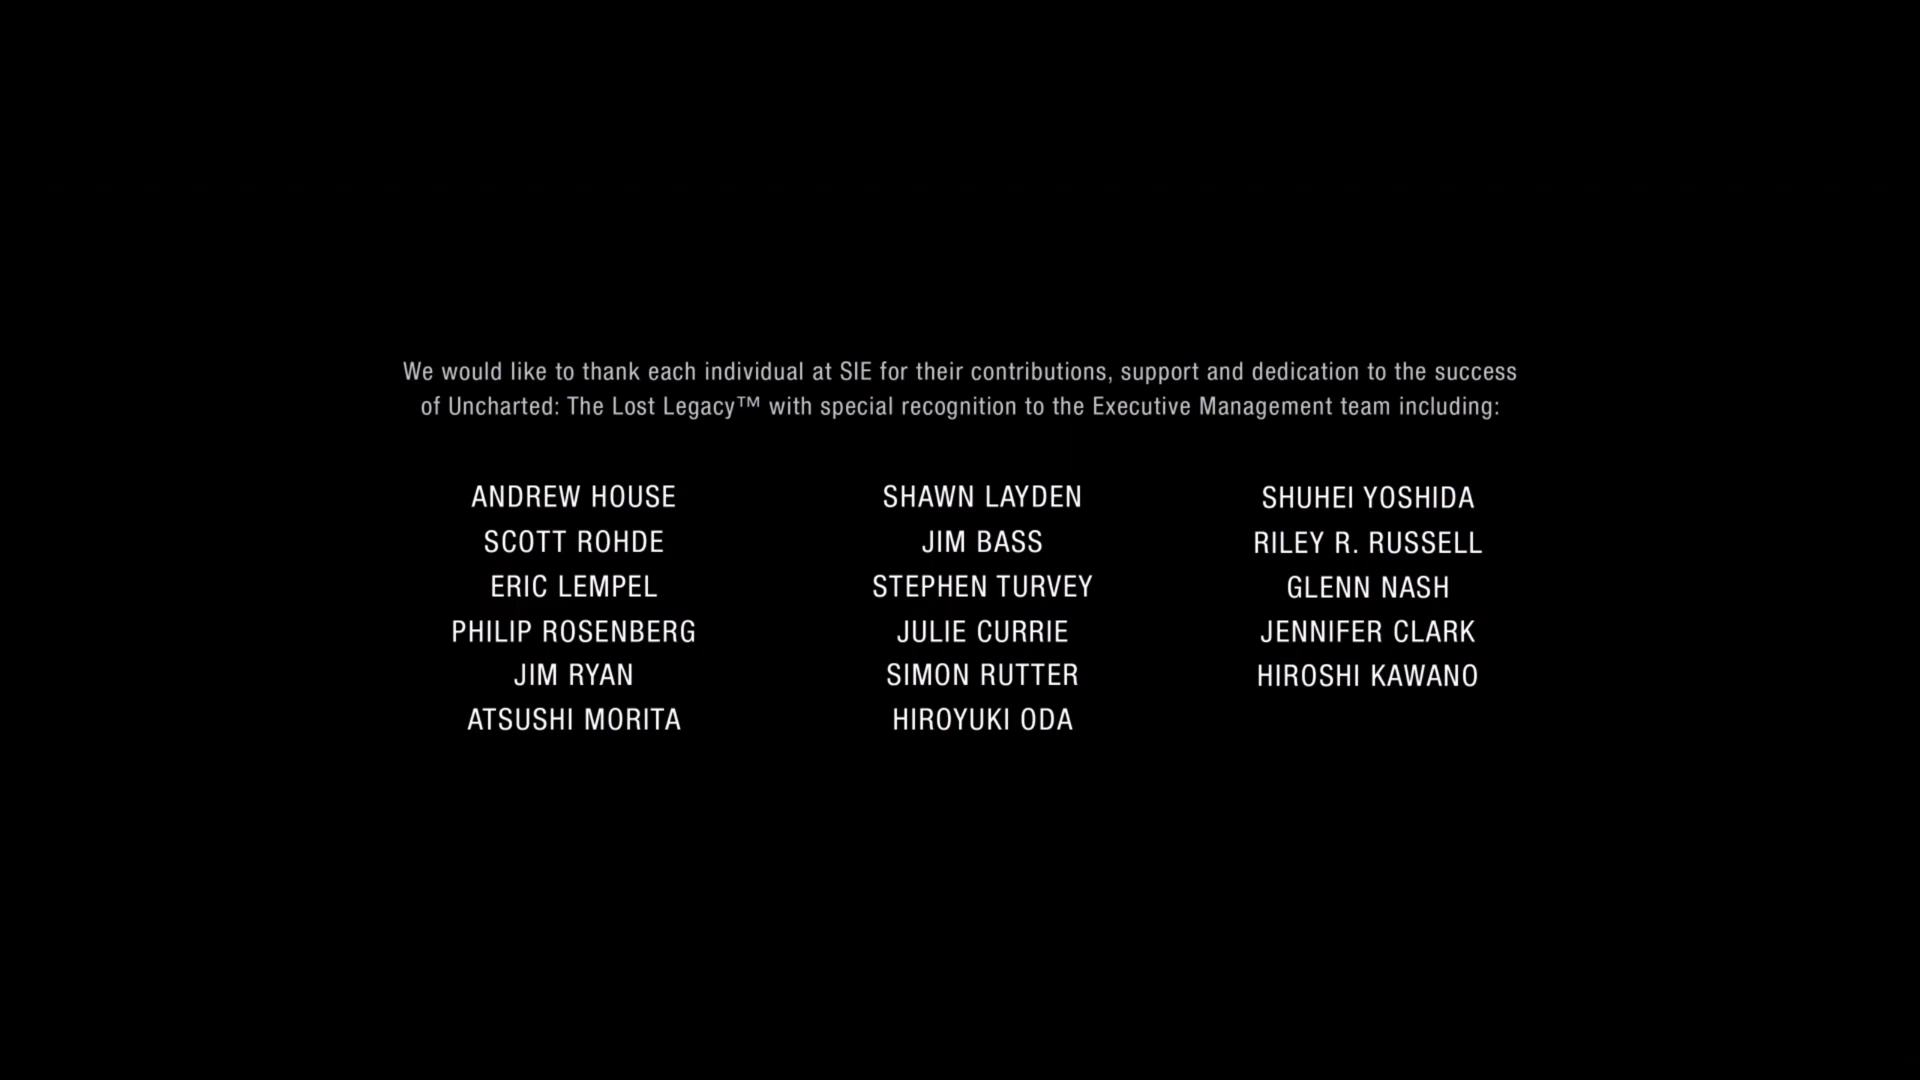 We would like to thank each individual at SIE for their contributions, support and dedication to the success
of Uncharted: The Lost Legacy™ with special recognition to the Executive Management team including:
ANDREW HOUSE SHAWN LAYDEN SHUHEI YOSHIDA
SCOTT ROHDE JIM BASS RILEY R. RUSSELL
ERIC LEMPEL STEPHEN TURVEY GLENN NASH
PHILIP ROSENBERG JULIE CURRIE JENNIFER CLARK
JIM RYAN SIMON RUTTER HIROSHI KAWANO
ATSUSHI MORITA HIROYUKI ODA